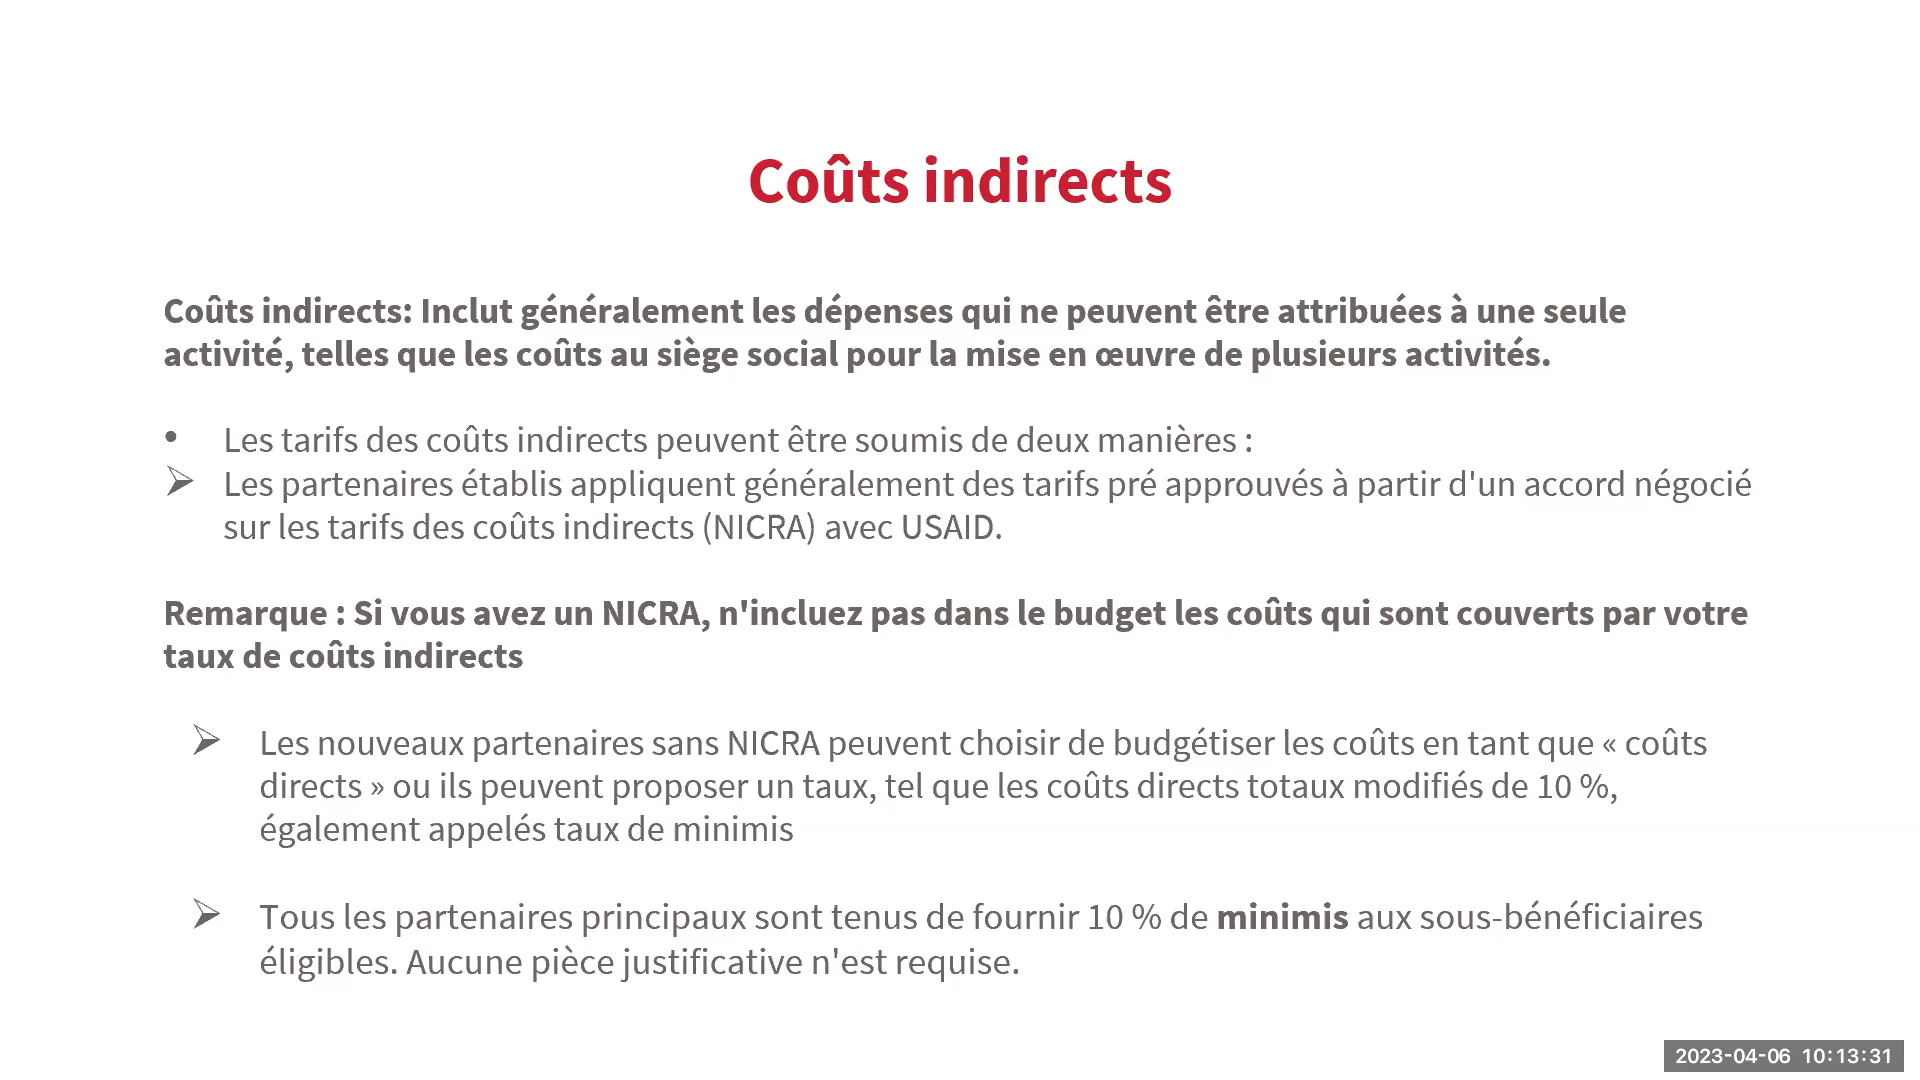 Coûts indirects
Coûts indirects: Inclut généralement les dépenses qui ne peuvent être attribuées à une seule
activité, telles que les coûts au siège social pour la mise en œuvre de plusieurs activités.
• Les tarifs des coûts indirects peuvent être soumis de deux manières :
➢ Les partenaires établis appliquent généralement des tarifs pré approuvés à partir d'un accord négocié
sur les tarifs des coûts indirects (NICRA) avec USAID.
Remarque : Si vous avez un NICRA, n'incluez pas dans le budget les coûts qui sont couverts par votre
taux de coûts indirects
➢ Les nouveaux partenaires sans NICRA peuvent choisir de budgétiser les coûts en tant que « coûts
directs » ou ils peuvent proposer un taux, tel que les coûts directs totaux modifiés de 10 %,
également appelés taux de minimis
➢ Tous les partenaires principaux sont tenus de fournir 10 % de minimis aux sous-bénéficiaires
éligibles. Aucune pièce justificative n'est requise.
2023-04-06 10:13:31